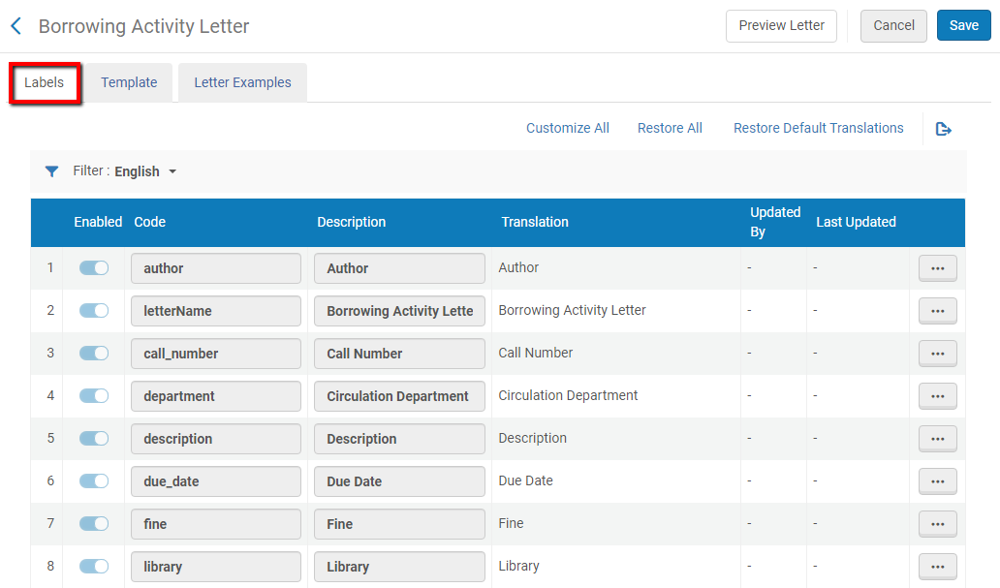 Borrowing Activity Letter Preview Letter Cancel Save
Labels Template Letter Examples
Customize All Restore All Restore Default Translations
Filter : English
Enabled Code Description Translation Updated By Last Updated
1 author Author Author - - ...
2 letterName Borrowing Activity Lette Borrowing Activity Letter - - ...
3 call_number Call Number Call Number - - ...
4 department Circulation Department Circulation Department - - ...
5 description Description Description - - ...
6 due_date Due Date Due Date - - ...
7 fine Fine Fine - - ...
8 library Library Library - - ...